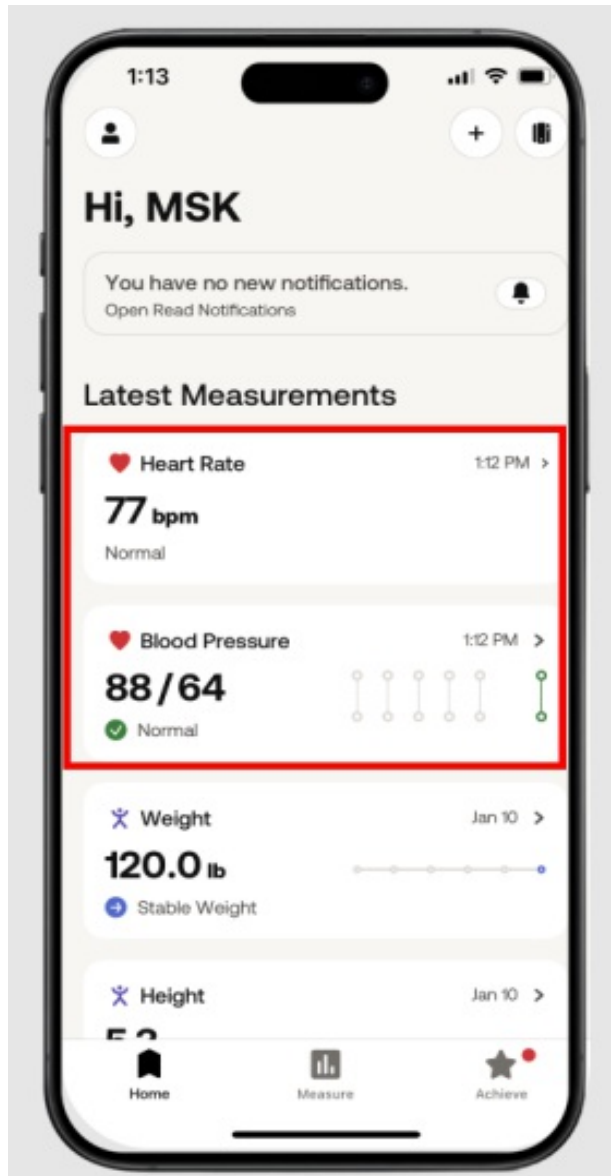 1:13
Hi, MSK
You have no new notifications.
Open Read Notifications
Latest Measurements
Heart Rate 1:12 PM >
77 bpm
Normal
Blood Pressure 1:12 PM >
88/64
Normal
Weight Jan 10 >
120.0 lb
Stable Weight
Height Jan 10 >
Home Measure Achieve